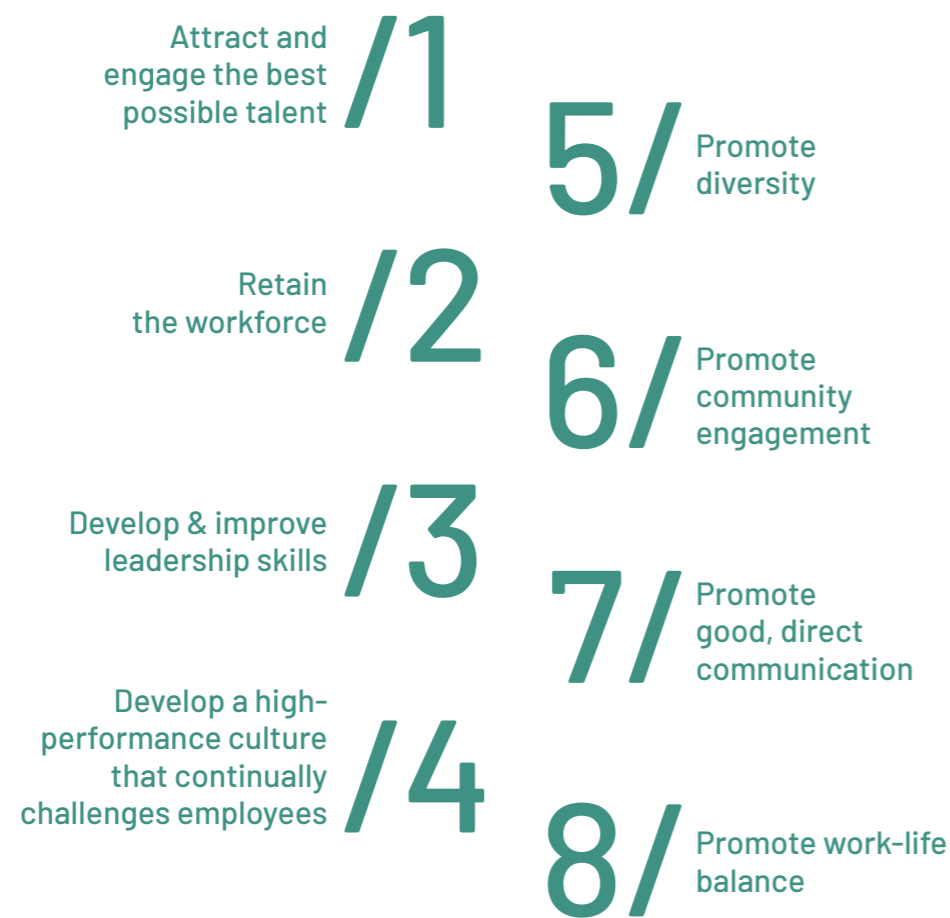 Attract and
engage the best
possible talent
/1
Retain
the workforce
/2
Develop & improve
leadership skills
/3
Develop a high-
performance culture
that continually
challenges employees
/4
5/
Promote
diversity
6/
Promote
community
engagement
7/
Promote
good, direct
communication
8/
Promote work-life
balance